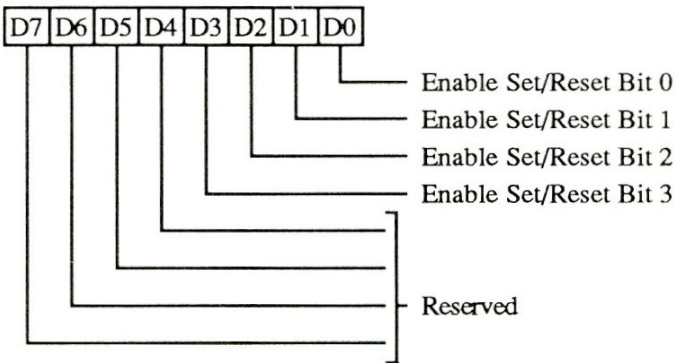 D7 D6 D5 D4 D3 D2 D1 D0
Enable Set/Reset Bit 0
Enable Set/Reset Bit 1
Enable Set/Reset Bit 2
Enable Set/Reset Bit 3
Reserved